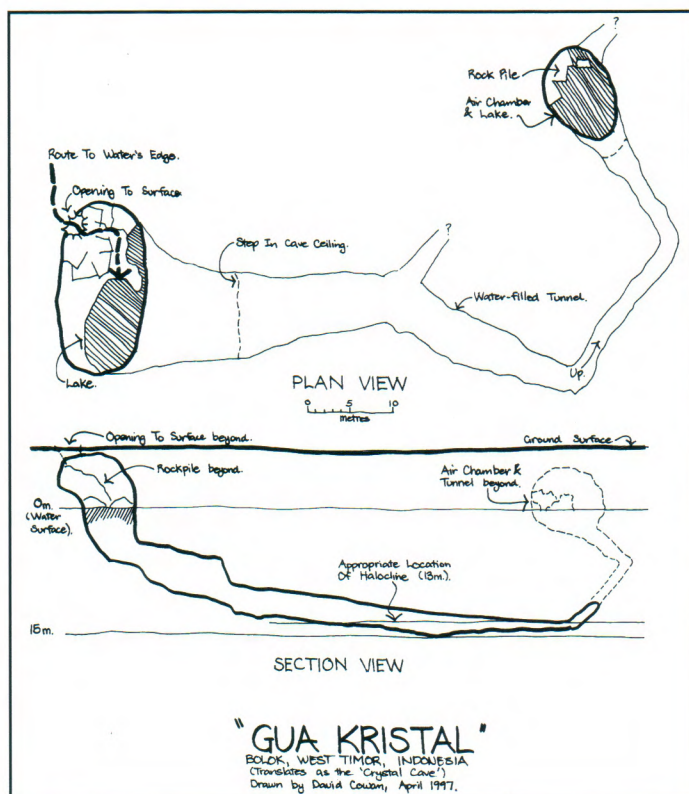 ?
Rock Pile
Air Chamber
& Lake.
Route To Water's Edge.
Opening To Surface
Step In Cave Ceiling.
?
Water-filled Tunnel.
Up.
Lake.
PLAN VIEW
0 5 10
metres
Opening To Surface beyond.
Ground Surface
Rockpile beyond.
Air Chamber &
Tunnel beyond.
0m.
(Water
Surface).
Appropriate Location
Of Halocline (13m.).
15m.
SECTION VIEW
"GUA KRISTAL"
BOLOK, WEST TIMOR, INDONESIA
(Translates as the 'Crystal Cave')
Drawn by David Cowan, April 1997.